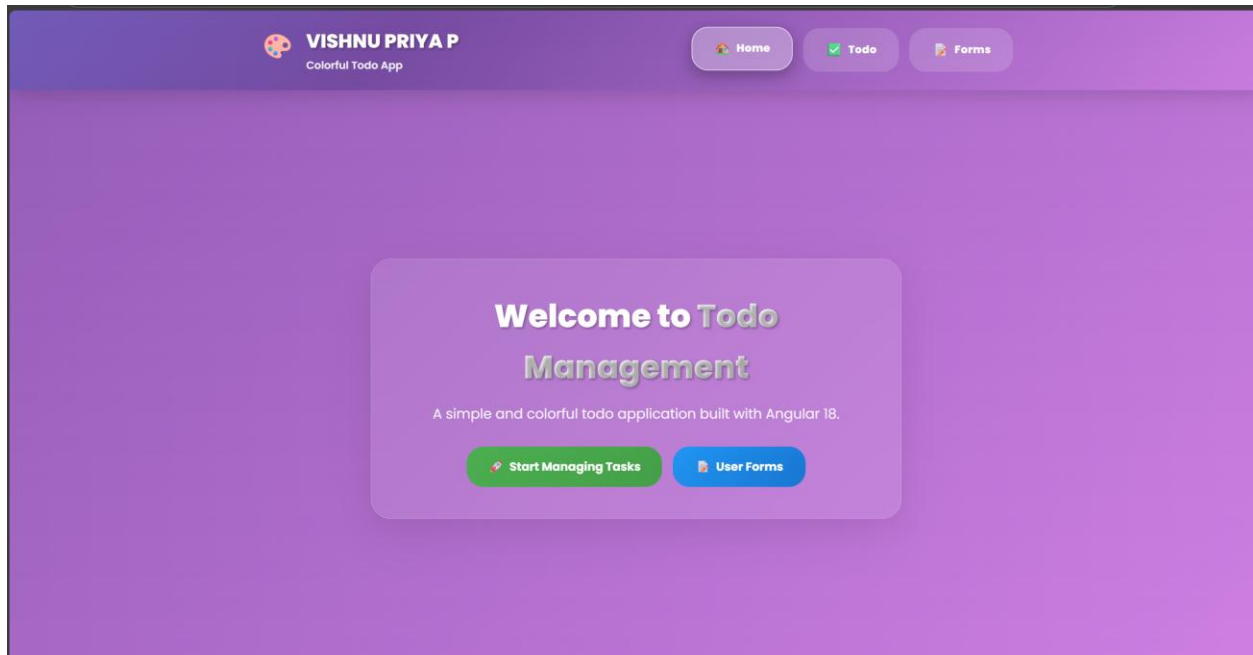 VISHNU PRIYA P
Colorful Todo App
Home
Todo
Forms
Welcome to Todo
Management
A simple and colorful todo application built with Angular 18.
Start Managing Tasks
User Forms